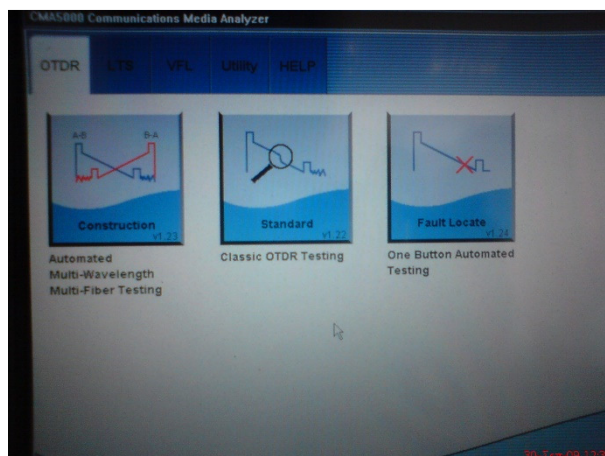 CMA5000 Communications Media Analyzer
OTDR LTS VFL Utility HELP
A-B B-A
Construction
v1.23
Automated
Multi-Wavelength
Multi-Fiber Testing
Standard
v1.22
Classic OTDR Testing
Fault Locate
v1.24
One Button Automated
Testing